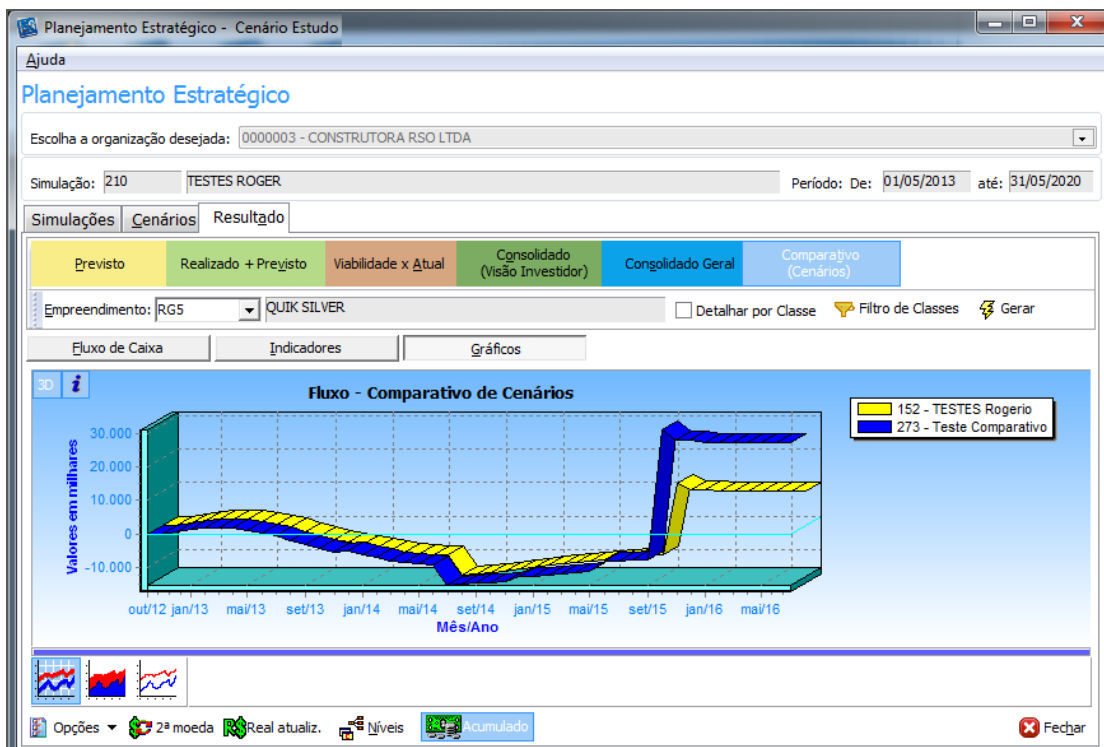 Planejamento Estratégico - Cenário Estudo
Ajuda
Planejamento Estratégico
Escolha a organização desejada: 0000003 - CONSTRUTORA RSO LTDA
Simulação: 210 TESTES ROGER Período: De: 01/05/2013 até: 31/05/2020
Simulações Cenários Resultado
Previsto Realizado + Previsto Viabilidade x Atual Consolidado (Visão Investidor) Consolidado Geral Comparativo (Cenários)
Empreendimento: RG5 QUIK SILVER Detalhar por Classe Filtro de Classes Gerar
Fluxo de Caixa Indicadores Gráficos
3D i
Fluxo - Comparativo de Cenários
152 - TESTES Rogerio
273 - Teste Comparativo
Valores em milhares
30.000
20.000
10.000
0
-10.000
out/12 jan/13 mai/13 set/13 jan/14 mai/14 set/14 jan/15 mai/15 set/15 jan/16 mai/16
Mês/Ano
Opções 2ª moeda R$ Real atualiz. Níveis Acumulado Fechar